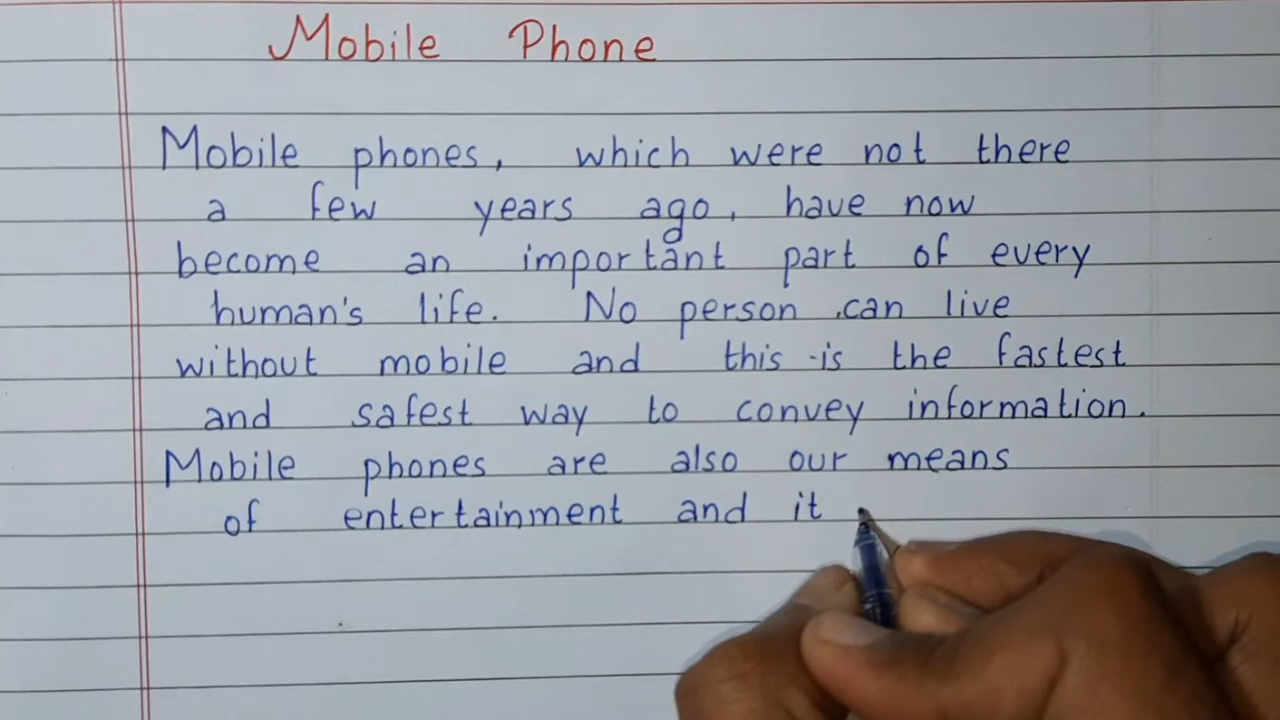 Mobile Phone
Mobile phones, which were not there
a few years ago, have now
become an important part of every
human's life. No person can live
without mobile and this is the fastest
and safest way to convey information.
Mobile phones are also our means
of entertainment and it